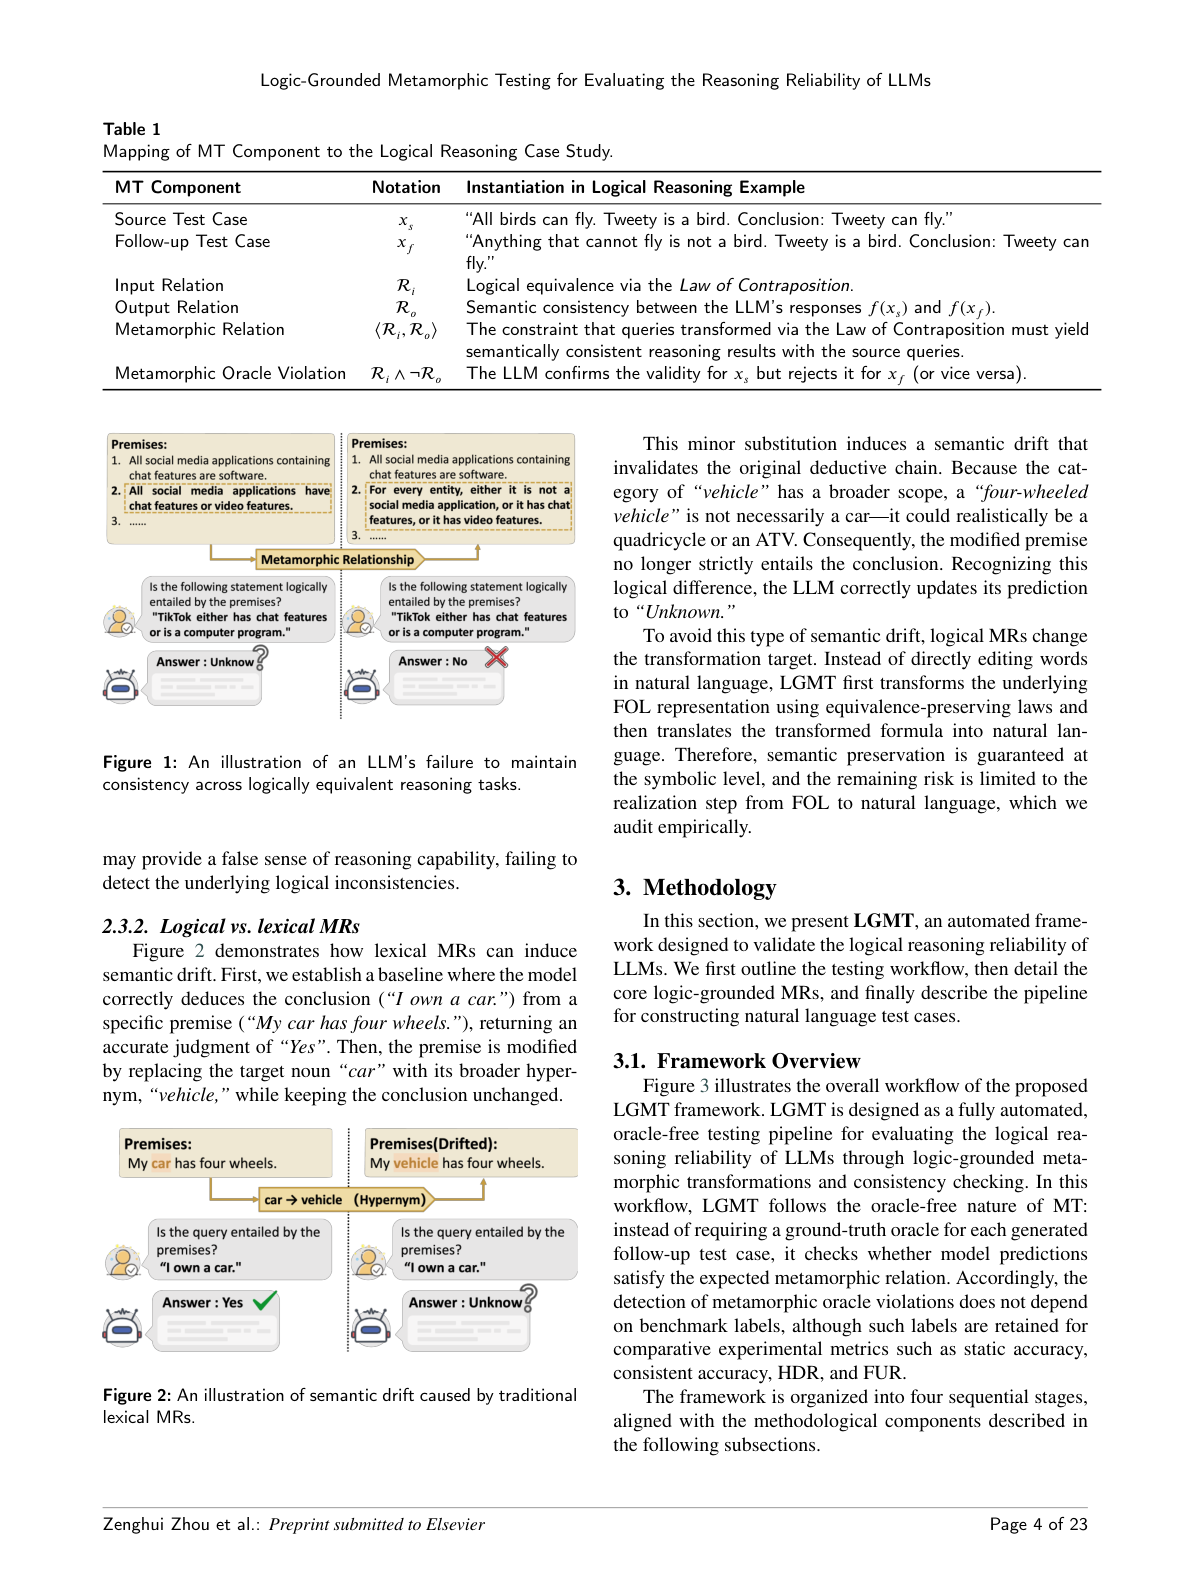 Logic-Grounded Metamorphic Testing for Evaluating the Reasoning Reliability of LLMs
Table 1
Mapping of MT Component to the Logical Reasoning Case Study.
MT Component Notation Instantiation in Logical Reasoning Example
Source Test Case x_s “All birds can fly. Tweety is a bird. Conclusion: Tweety can fly.”
Follow-up Test Case x_f “Anything that cannot fly is not a bird. Tweety is a bird. Conclusion: Tweety can
fly.”
Input Relation R_i Logical equivalence via the Law of Contraposition.
Output Relation R_o Semantic consistency between the LLM’s responses f(x_s) and f(x_f).
Metamorphic Relation ⟨R_i, R_o⟩ The constraint that queries transformed via the Law of Contraposition must yield
semantically consistent reasoning results with the source queries.
Metamorphic Oracle Violation R_i ∧ ¬R_o The LLM confirms the validity for x_s but rejects it for x_f (or vice versa).
Premises:
1. All social media applications containing
chat features are software.
2. All social media applications have
chat features or video features.
3. ......
Premises:
1. All social media applications containing
chat features are software.
2. For every entity, either it is not a
social media application, or it has chat
features, or it has video features.
3. ......
Metamorphic Relationship
Is the following statement logically
entailed by the premises?
"TikTok either has chat features
or is a computer program."
Is the following statement logically
entailed by the premises?
"TikTok either has chat features
or is a computer program."
Answer : Unknow?
Answer : No
Figure 1: An illustration of an LLM’s failure to maintain
consistency across logically equivalent reasoning tasks.
may provide a false sense of reasoning capability, failing to
detect the underlying logical inconsistencies.
2.3.2. Logical vs. lexical MRs
Figure 2 demonstrates how lexical MRs can induce
semantic drift. First, we establish a baseline where the model
correctly deduces the conclusion (“I own a car.”) from a
specific premise (“My car has four wheels.”), returning an
accurate judgment of “Yes”. Then, the premise is modified
by replacing the target noun “car” with its broader hyper-
nym, “vehicle,” while keeping the conclusion unchanged.
Premises:
My car has four wheels.
Premises(Drifted):
My vehicle has four wheels.
car → vehicle (Hypernym)
Is the query entailed by the
premises?
“I own a car."
Is the query entailed by the
premises?
“I own a car."
Answer : Yes
Answer : Unknow?
Figure 2: An illustration of semantic drift caused by traditional
lexical MRs.
This minor substitution induces a semantic drift that
invalidates the original deductive chain. Because the cat-
egory of “vehicle” has a broader scope, a “four-wheeled
vehicle” is not necessarily a car—it could realistically be a
quadricycle or an ATV. Consequently, the modified premise
no longer strictly entails the conclusion. Recognizing this
logical difference, the LLM correctly updates its prediction
to “Unknown.”
To avoid this type of semantic drift, logical MRs change
the transformation target. Instead of directly editing words
in natural language, LGMT first transforms the underlying
FOL representation using equivalence-preserving laws and
then translates the transformed formula into natural lan-
guage. Therefore, semantic preservation is guaranteed at
the symbolic level, and the remaining risk is limited to the
realization step from FOL to natural language, which we
audit empirically.
3. Methodology
In this section, we present LGMT, an automated frame-
work designed to validate the logical reasoning reliability of
LLMs. We first outline the testing workflow, then detail the
core logic-grounded MRs, and finally describe the pipeline
for constructing natural language test cases.
3.1. Framework Overview
Figure 3 illustrates the overall workflow of the proposed
LGMT framework. LGMT is designed as a fully automated,
oracle-free testing pipeline for evaluating the logical rea-
soning reliability of LLMs through logic-grounded meta-
morphic transformations and consistency checking. In this
workflow, LGMT follows the oracle-free nature of MT:
instead of requiring a ground-truth oracle for each generated
follow-up test case, it checks whether model predictions
satisfy the expected metamorphic relation. Accordingly, the
detection of metamorphic oracle violations does not depend
on benchmark labels, although such labels are retained for
comparative experimental metrics such as static accuracy,
consistent accuracy, HDR, and FUR.
The framework is organized into four sequential stages,
aligned with the methodological components described in
the following subsections.
Zenghui Zhou et al.: Preprint submitted to Elsevier
Page 4 of 23